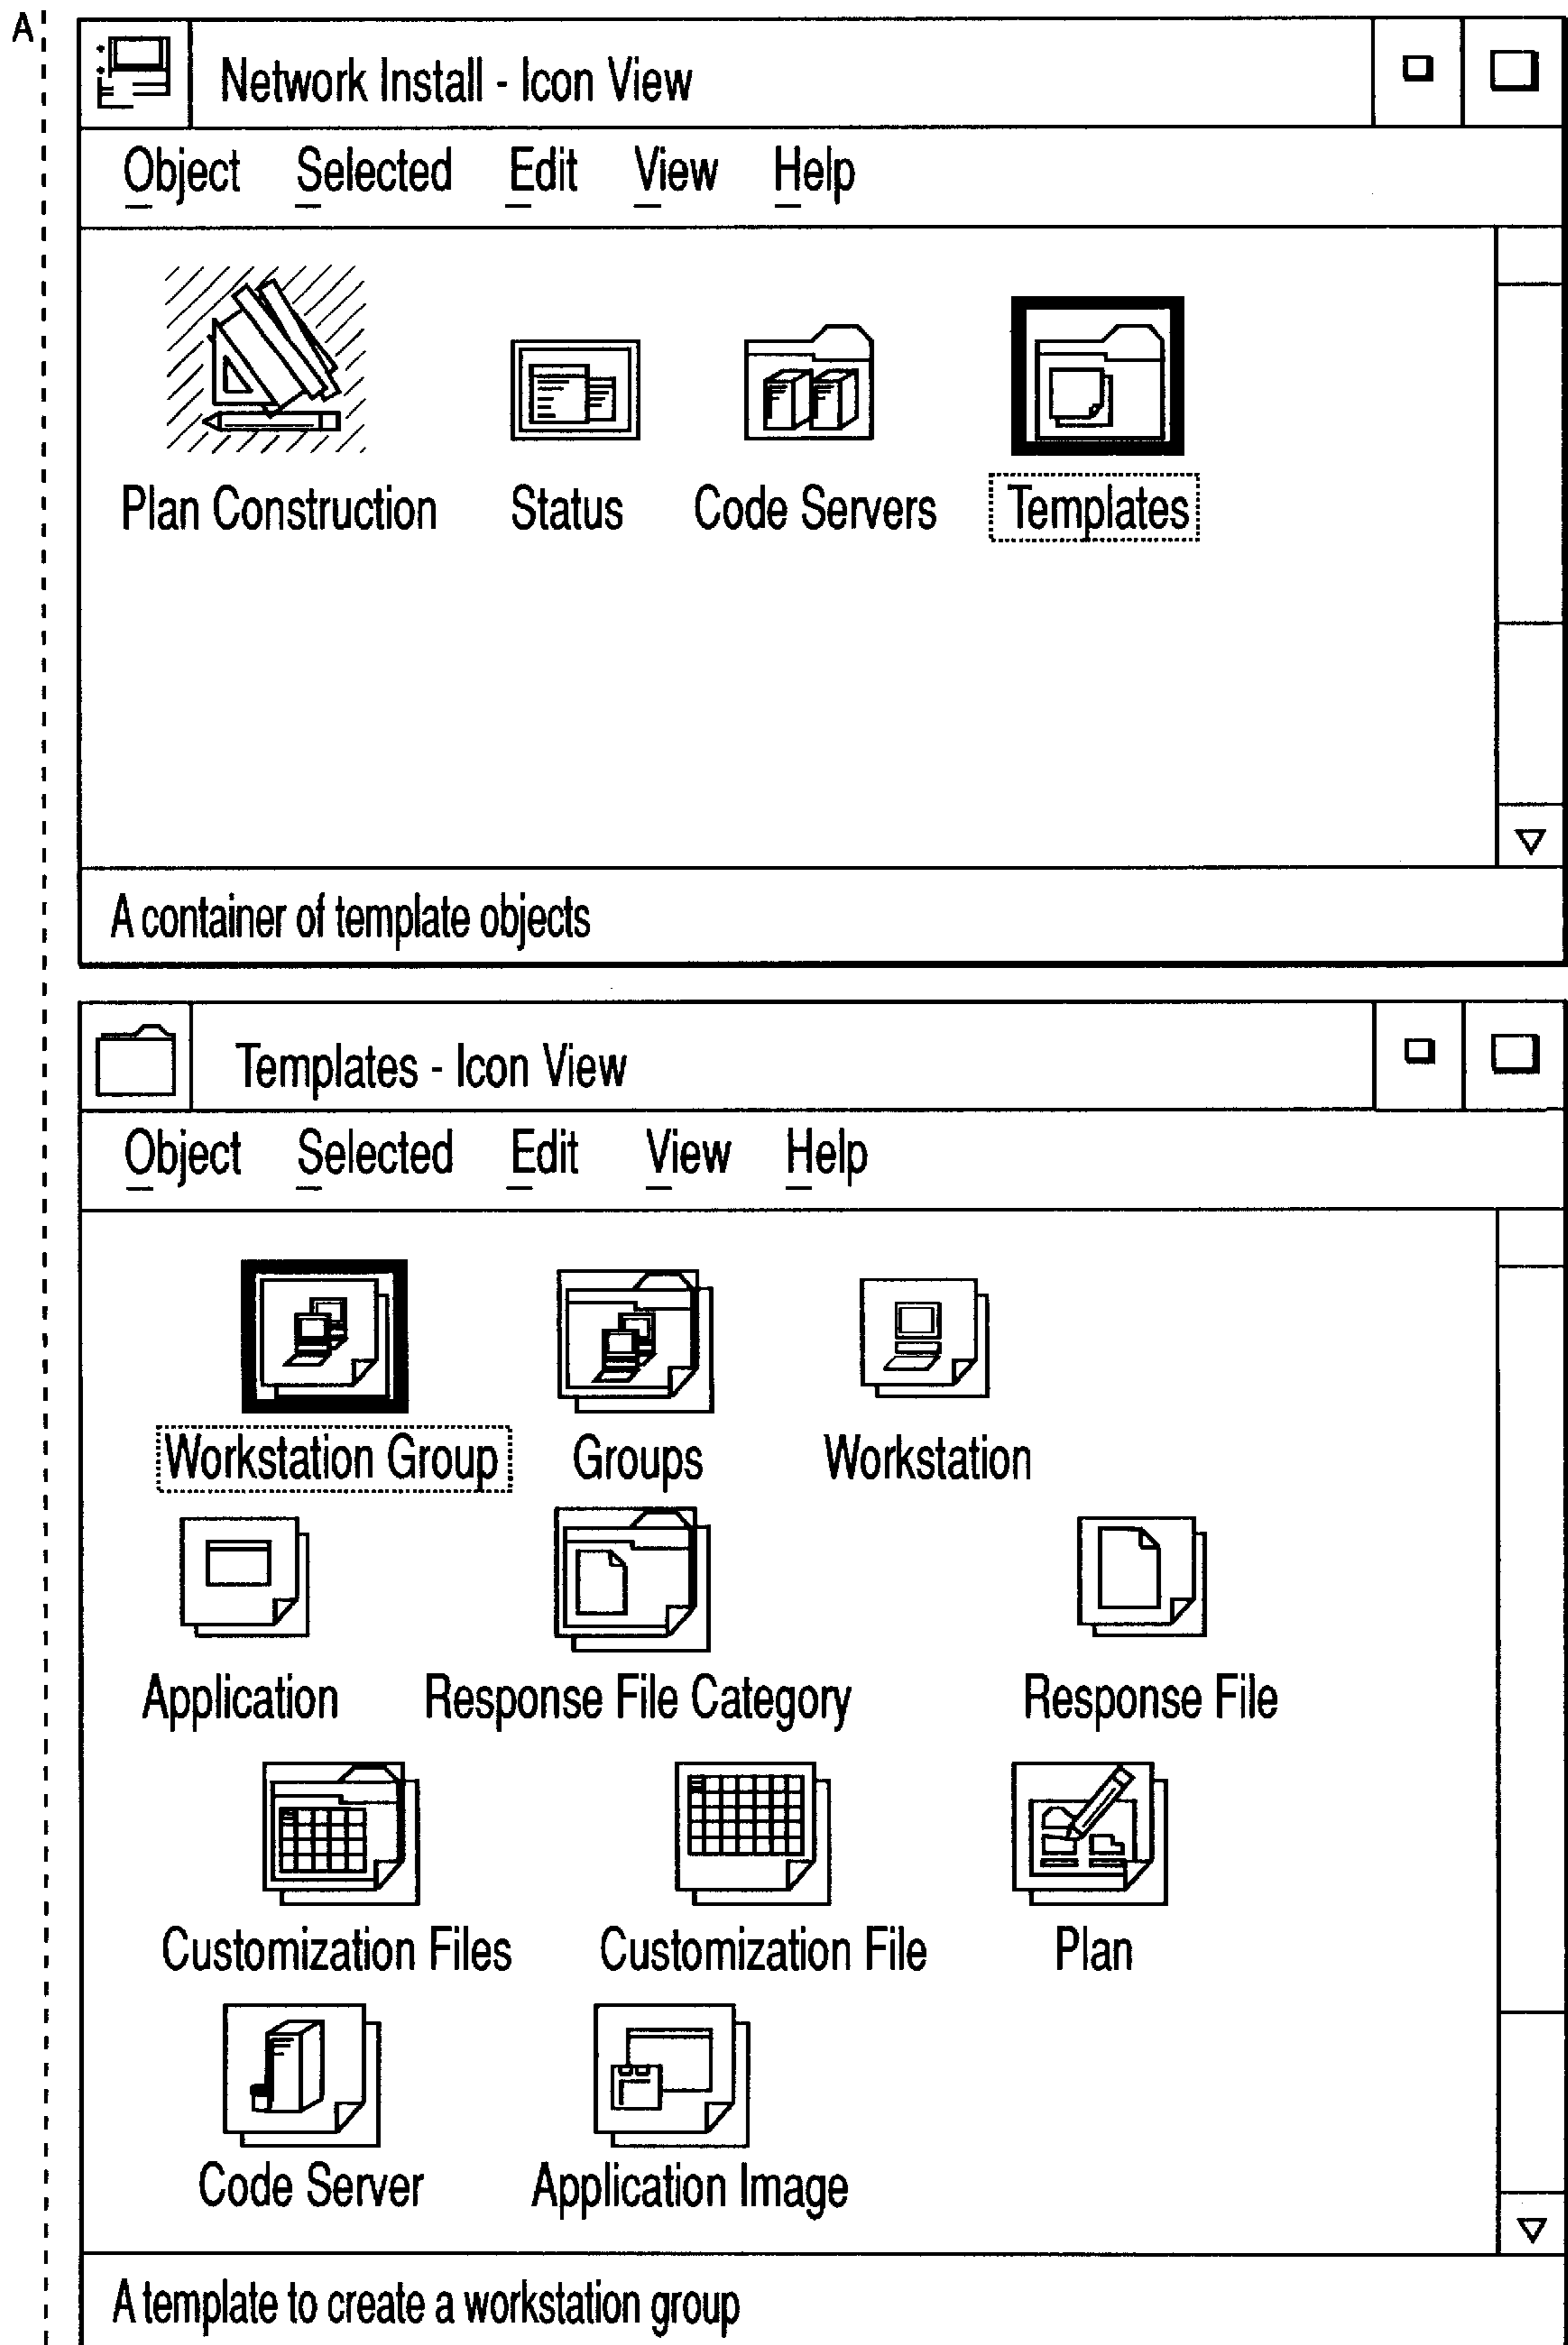 A
Network Install - Icon View
Object Selected Edit View Help
Plan Construction Status Code Servers Templates
A container of template objects
Templates - Icon View
Object Selected Edit View Help
Workstation Group Groups Workstation
Application Response File Category Response File
Customization Files Customization File Plan
Code Server Application Image
A template to create a workstation group